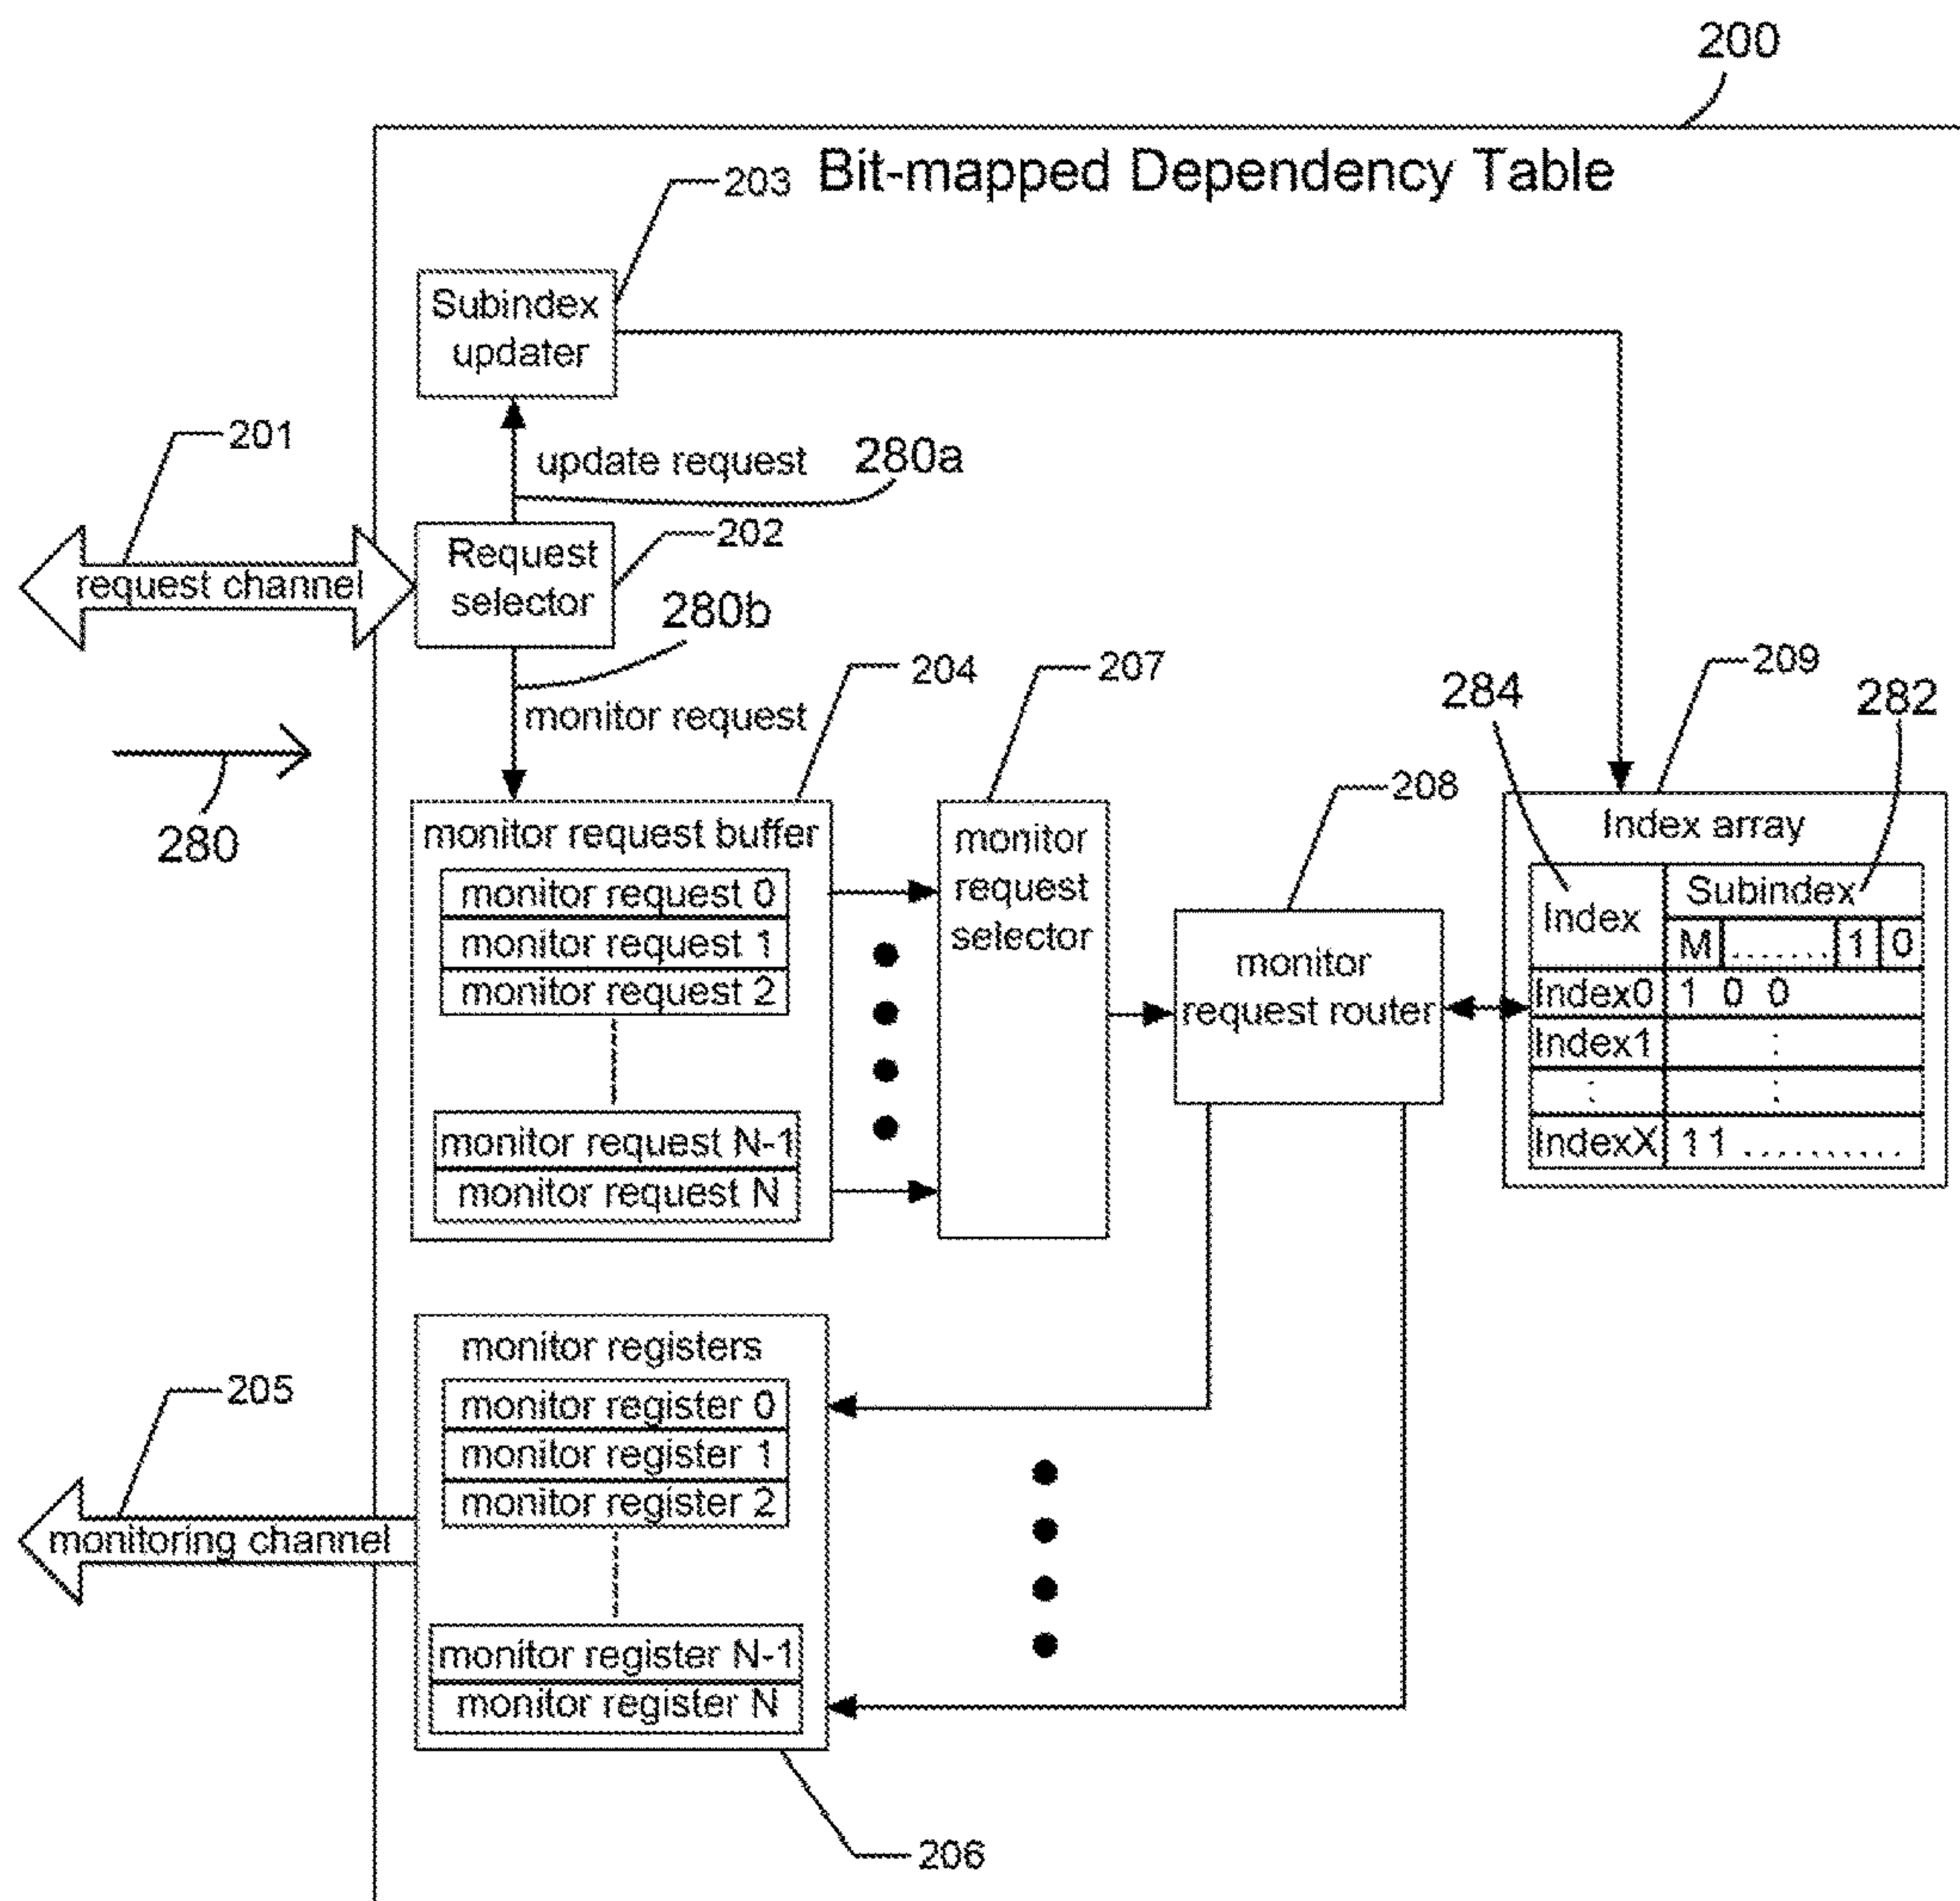 200
Bit-mapped Dependency Table
203
Subindex
updater
201
update request
280a
request channel
Request
selector
202
280b
monitor request
280
204
207
monitor request buffer
monitor request 0
monitor request 1
monitor request 2
monitor request N-1
monitor request N
monitor
request
selector
208
monitor
request router
284
209
282
Index array
Index
Subindex
M ....... 1 0
Index0 1 0 0
Index1 :
: :
IndexX 1 1 ..........
monitor registers
monitor register 0
monitor register 1
monitor register 2
monitor register N-1
monitor register N
205
monitoring channel
206